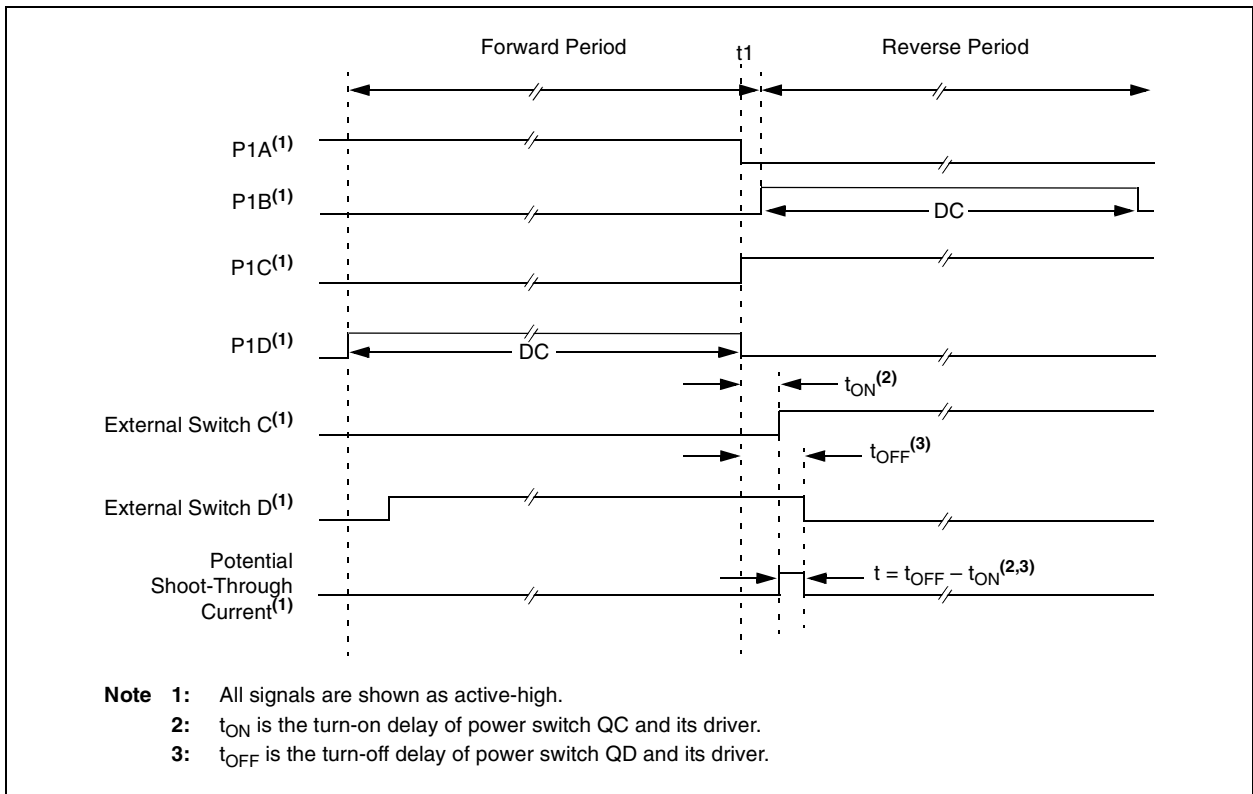 Forward Period
t1
Reverse Period
P1A(1)
P1B(1)
DC
P1C(1)
P1D(1)
DC
tON(2)
External Switch C(1)
tOFF(3)
External Switch D(1)
Potential
Shoot-Through
Current(1)
t = tOFF – tON(2,3)
Note 1: All signals are shown as active-high.
2: tON is the turn-on delay of power switch QC and its driver.
3: tOFF is the turn-off delay of power switch QD and its driver.